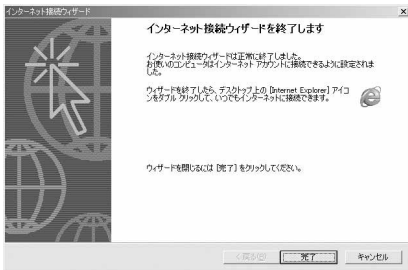 インターネット接続ウィザード
インターネット接続ウィザードを終了します
インターネット接続ウィザードは正常に終了しました。
お使いのコンピュータはインターネット アカウントに接続できるように設定されま
した。
ウィザードを終了したら、デスクトップ上の [Internet Explorer] アイコ
ンをダブル クリックして、いつでもインターネットに接続できます。
ウィザードを閉じるには [完了] をクリックしてください。
< 戻る(B) 完了 キャンセル